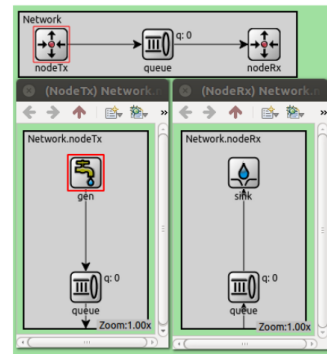 Network
q: 0
nodeTx
queue
nodeRx
(NodeTx) Network.n
(NodeRx) Network.n
»
»
Network.nodeTx
Network.nodeRx
gen
sink
q: 0
q: 0
queue
queue
Zoom:1.00x
Zoom:1.00x